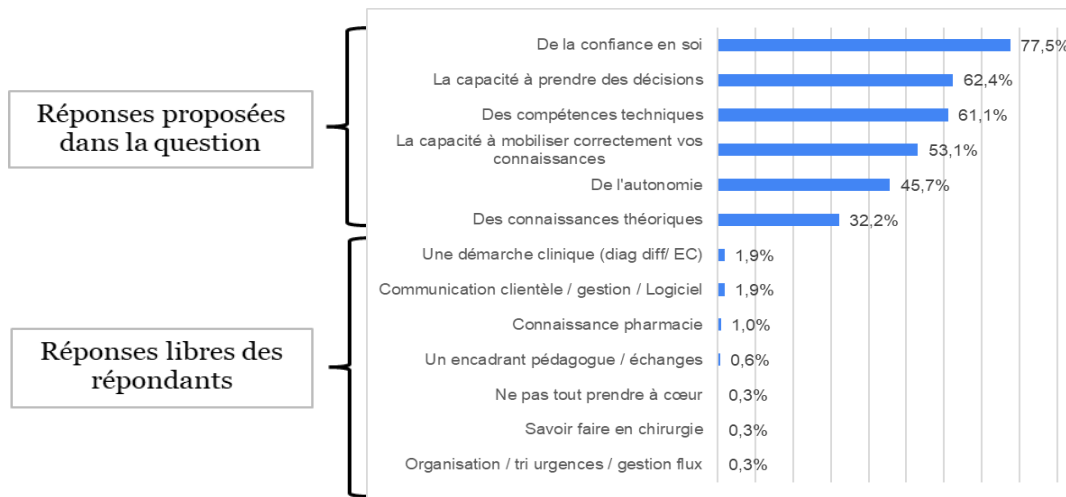 Réponses proposées
dans la question
De la confiance en soi 77,5%
La capacité à prendre des décisions 62,4%
Des compétences techniques 61,1%
La capacité à mobiliser correctement vos
connaissances 53,1%
De l'autonomie 45,7%
Des connaissances théoriques 32,2%
Réponses libres des
répondants
Une démarche clinique (diag diff/ EC) 1,9%
Communication clientèle / gestion / Logiciel 1,9%
Connaissance pharmacie 1,0%
Un encadrant pédagogue / échanges 0,6%
Ne pas tout prendre à cœur 0,3%
Savoir faire en chirurgie 0,3%
Organisation / tri urgences / gestion flux 0,3%